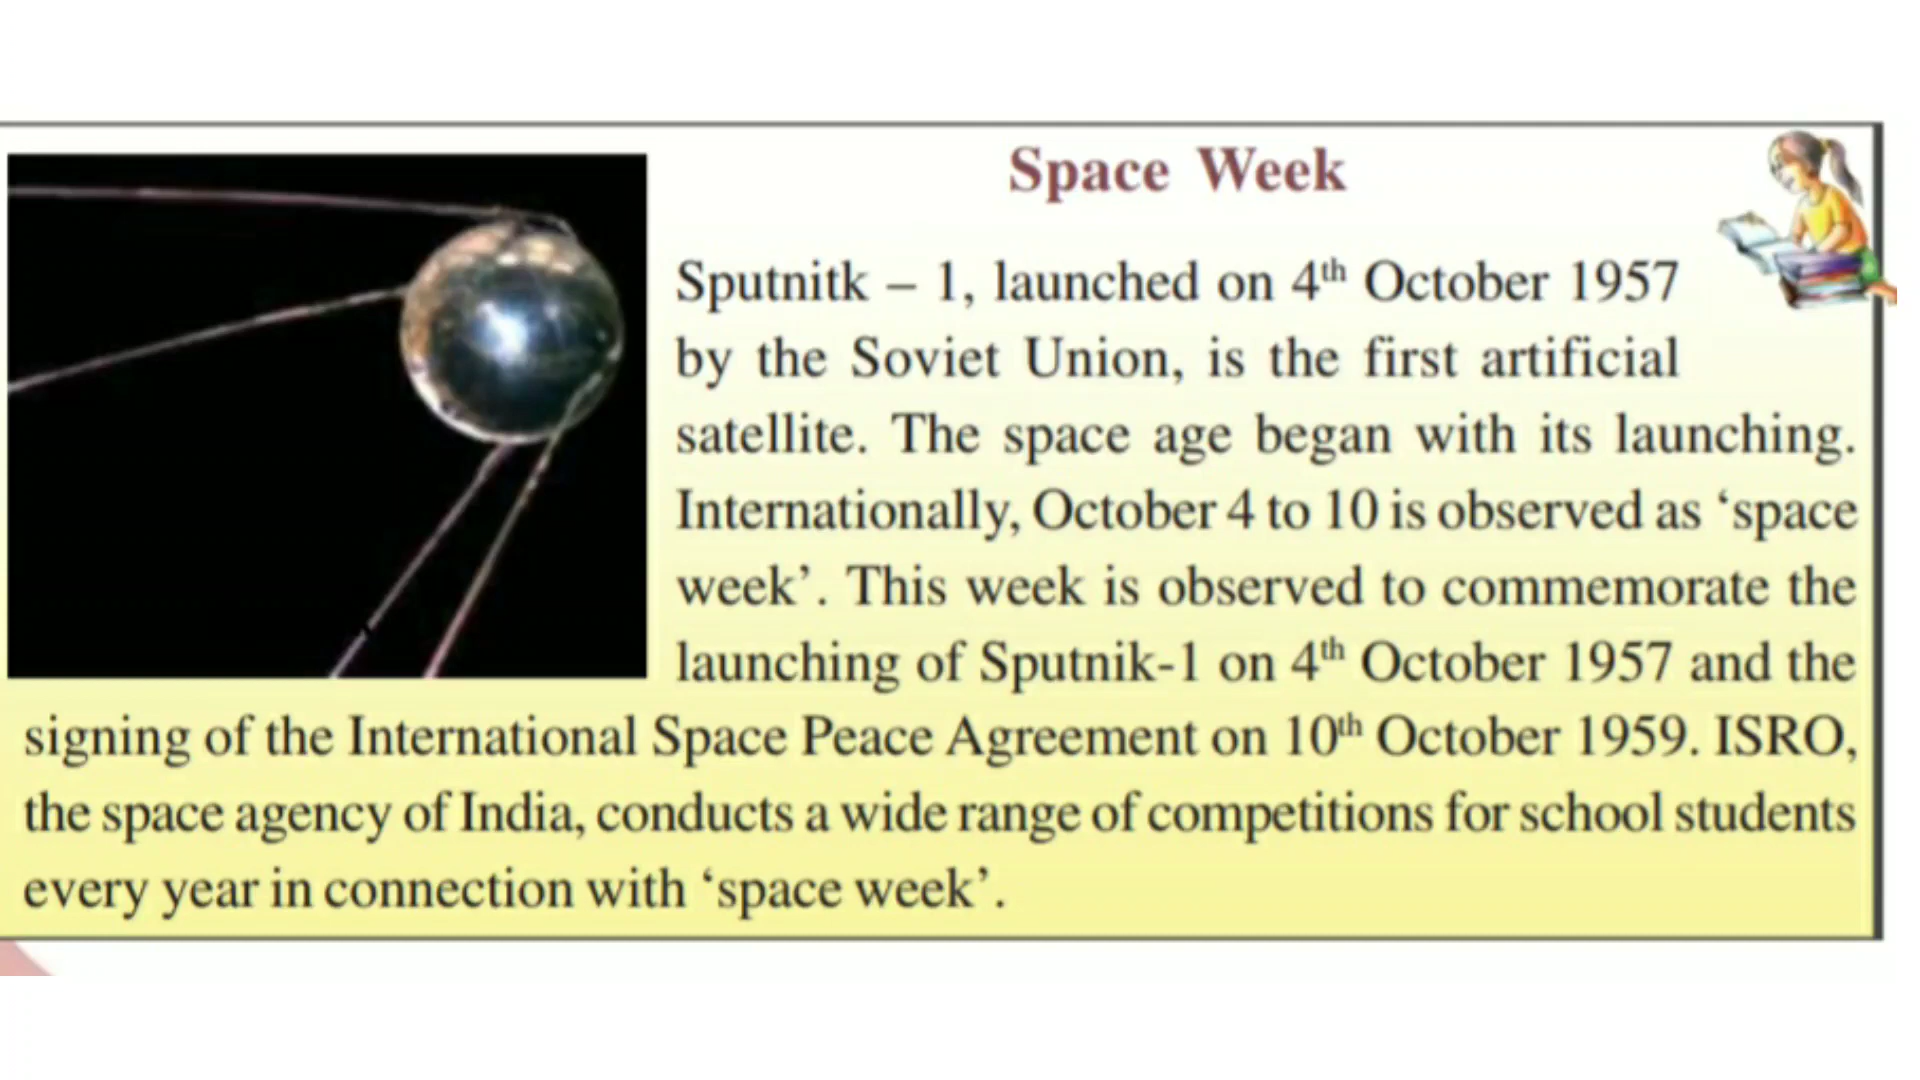 Space Week
Sputnitk – 1, launched on 4th October 1957
by the Soviet Union, is the first artificial
satellite. The space age began with its launching.
Internationally, October 4 to 10 is observed as ‘space
week’. This week is observed to commemorate the
launching of Sputnik-1 on 4th October 1957 and the
signing of the International Space Peace Agreement on 10th October 1959. ISRO,
the space agency of India, conducts a wide range of competitions for school students
every year in connection with ‘space week’.